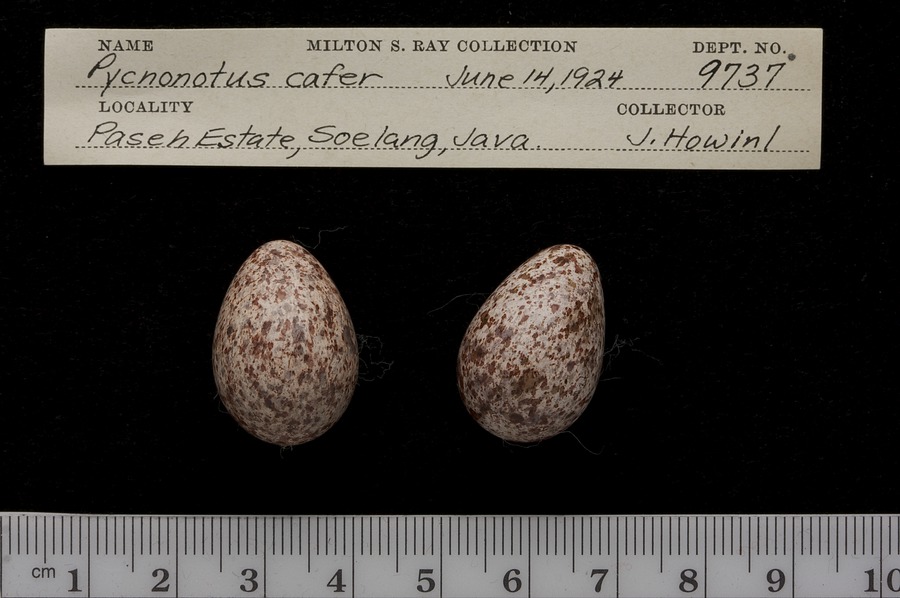 NAME MILTON S. RAY COLLECTION DEPT. NO.
Pycnonotus cafer June 14, 1924 9737
LOCALITY COLLECTOR
Paseh Estate, Soelang, Java. J. Howinl
cm 1 2 3 4 5 6 7 8 9 10